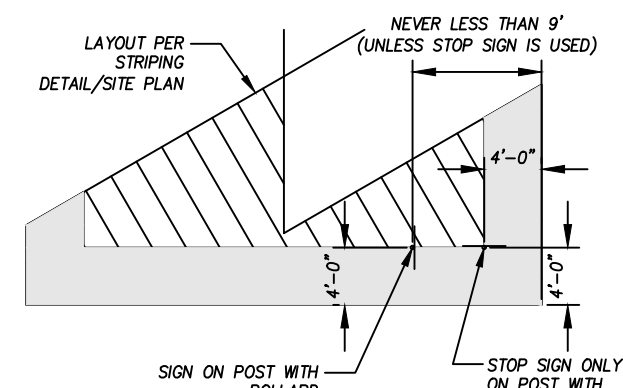 LAYOUT PER
STRIPING
DETAIL/SITE PLAN
NEVER LESS THAN 9'
(UNLESS STOP SIGN IS USED)
4'-0"
4'-0"
4'-0"
SIGN ON POST WITH
BOLLARD
STOP SIGN ONLY
ON POST WITH